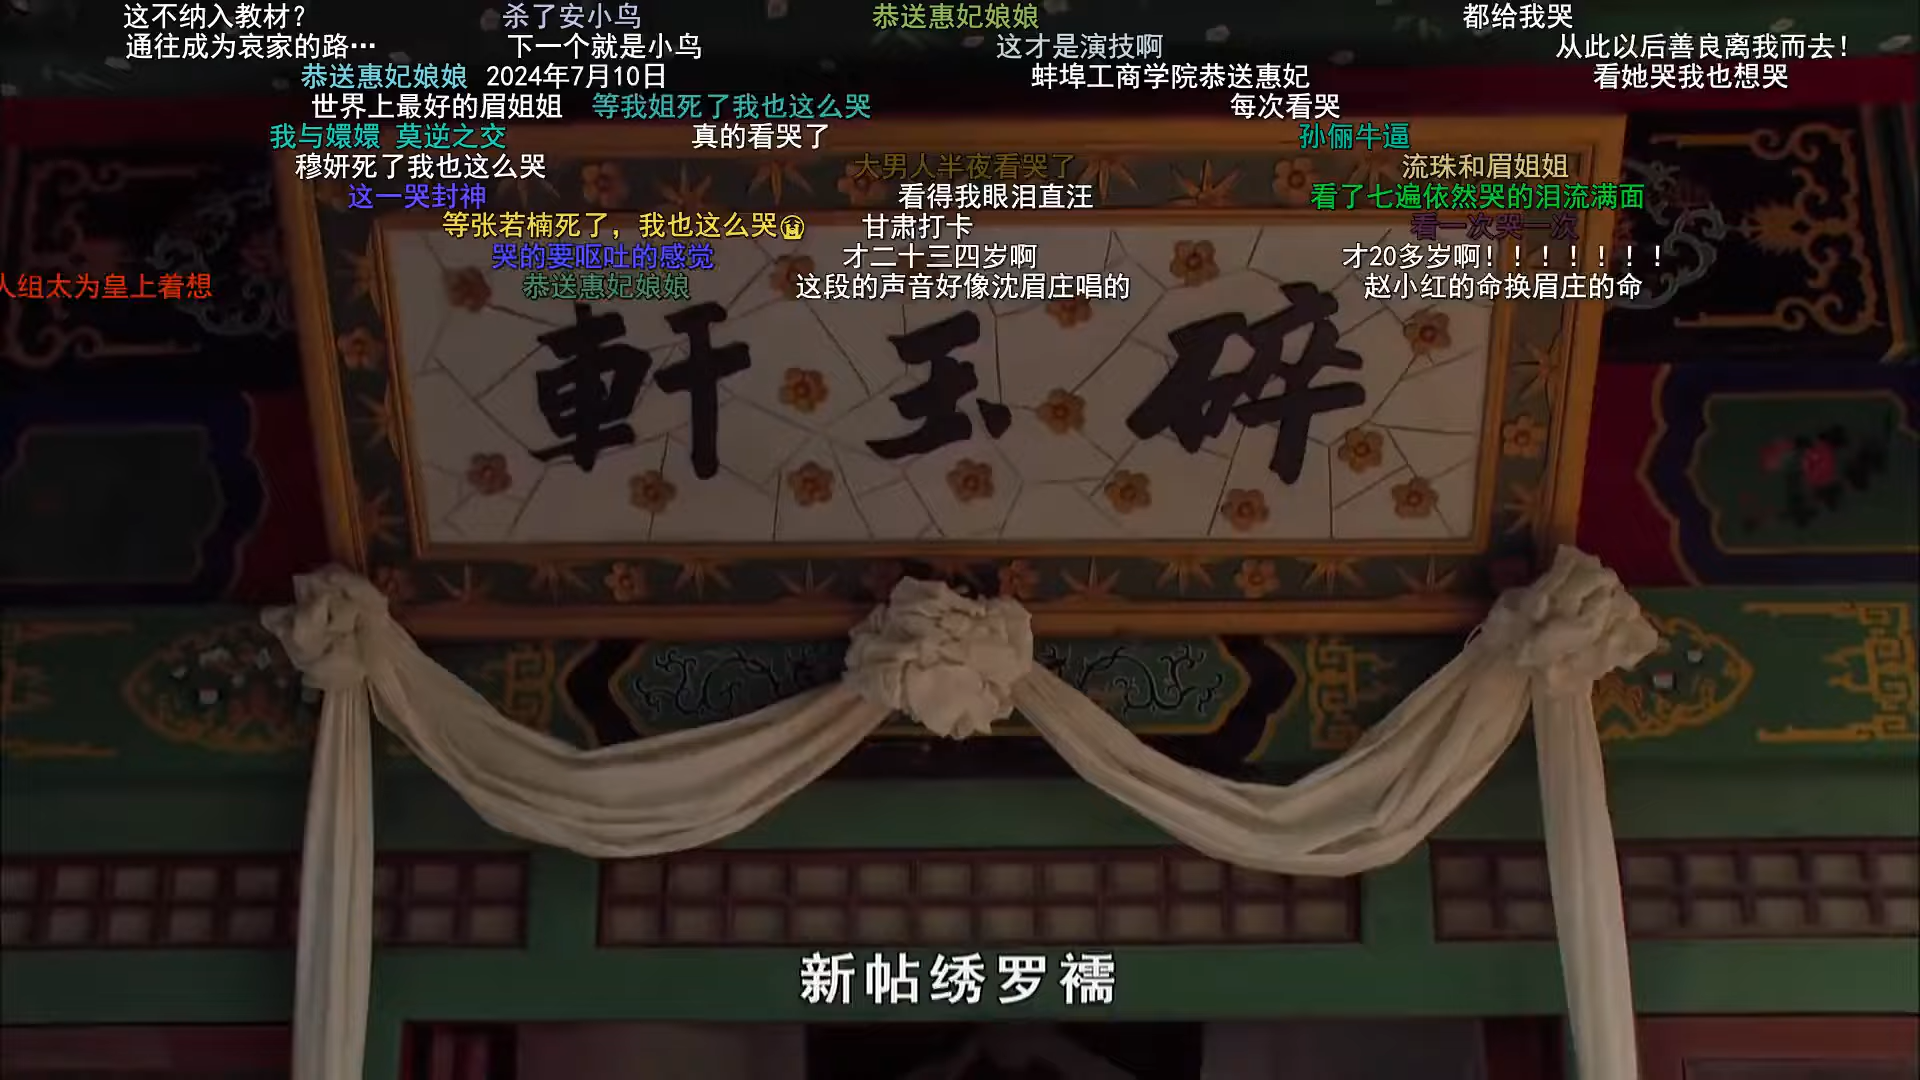 这不纳入教材？
杀了安小鸟
恭送惠妃娘娘
都给我哭
通往成为哀家的路…
下一个就是小鸟
这才是演技啊
从此以后善良离我而去！
恭送惠妃娘娘
2024年7月10日
蚌埠工商学院恭送惠妃
看她哭我也想哭
世界上最好的眉姐姐
等我姐死了我也这么哭
每次看哭
我与嬛嬛 莫逆之交
真的看哭了
孙俪牛逼
穆妍死了我也这么哭
大男人半夜看哭了
流珠和眉姐姐
这一哭封神
看得我眼泪直汪
看了七遍依然哭的泪流满面
等张若楠死了，我也这么哭😭
甘肃打卡
看一次哭一次
哭的要呕吐的感觉
才二十三四岁啊
才20多岁啊！！！！！！！
人组太为皇上着想
恭送惠妃娘娘
这段的声音好像沈眉庄唱的
赵小红的命换眉庄的命
軒玉碎
新帖绣罗襦